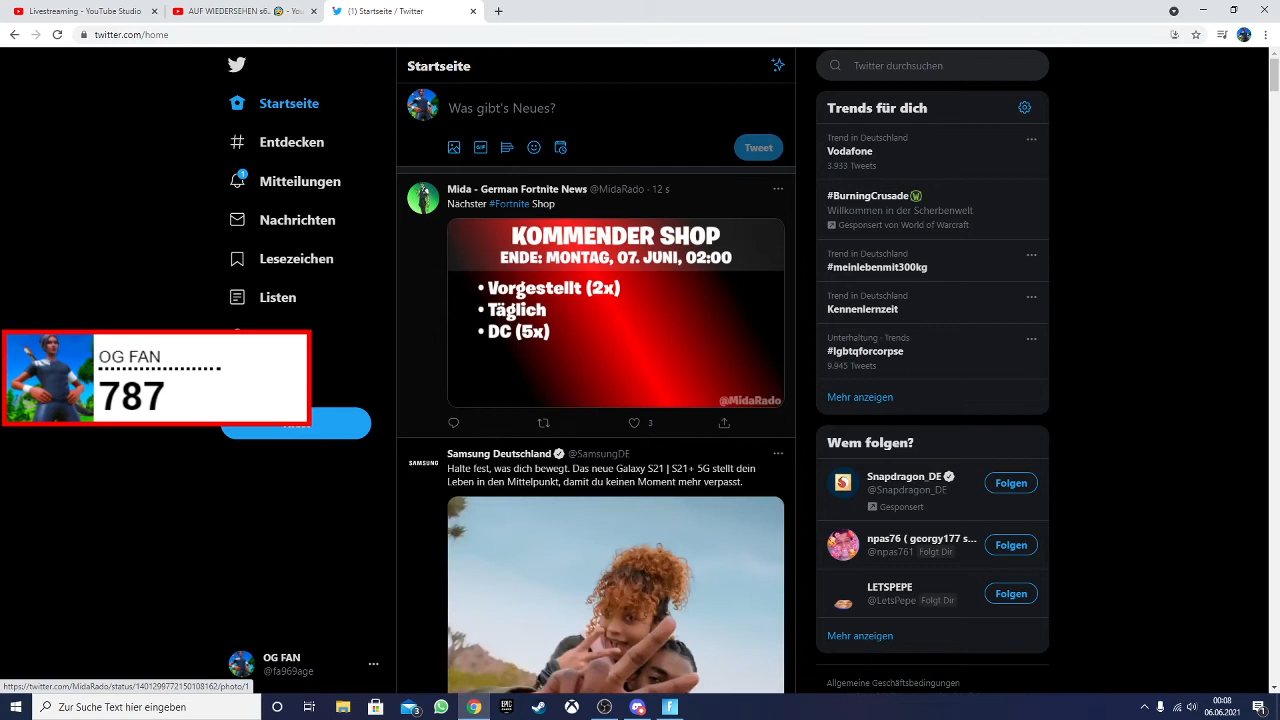 Livestreaming - YouTube Studio
AUF WIEDERSEHEN s6..
- You
(1) Startseite / Twitter
twitter.com/home
Startseite
Entdecken
1
Mitteilungen
Nachrichten
Lesezeichen
Listen
OG FAN
787
OG FAN
@fa969age
https://twitter.com/MidaRado/status/1401299772150108162/photo/1
Startseite
Was gibt's Neues?
GIF
Tweet
Mida - German Fortnite News @MidaRado · 12 s
Nächster #Fortnite Shop
KOMMENDER SHOP
ENDE: MONTAG, 07. JUNI, 02:00
• Vorgestellt (2x)
• Täglich
• DC (5x)
@MidaRado
3
SAMSUNG
Samsung Deutschland @SamsungDE
Halte fest, was dich bewegt. Das neue Galaxy S21 | S21+ 5G stellt dein
Leben in den Mittelpunkt, damit du keinen Moment mehr verpasst.
Twitter durchsuchen
Trends für dich
Trend in Deutschland
Vodafone
3.933 Tweets
#BurningCrusade
Willkommen in der Scherbenwelt
Gesponsert von World of Warcraft
Trend in Deutschland
#meinlebenmit300kg
Trend in Deutschland
Kennenlernzeit
Unterhaltung · Trends
#lgbtqforcorpse
9.945 Tweets
Mehr anzeigen
Wem folgen?
Snapdragon_DE
@Snapdragon_DE
Gesponsert
Folgen
npas76 ( georgy177 s...
@npas761 Folgt Dir
Folgen
LETSPEPE
@LetsPepe Folgt Dir
Folgen
Mehr anzeigen
Allgemeine Geschäftsbedingungen
Zur Suche Text hier eingeben
EPIC
3
00:08
06.06.2021